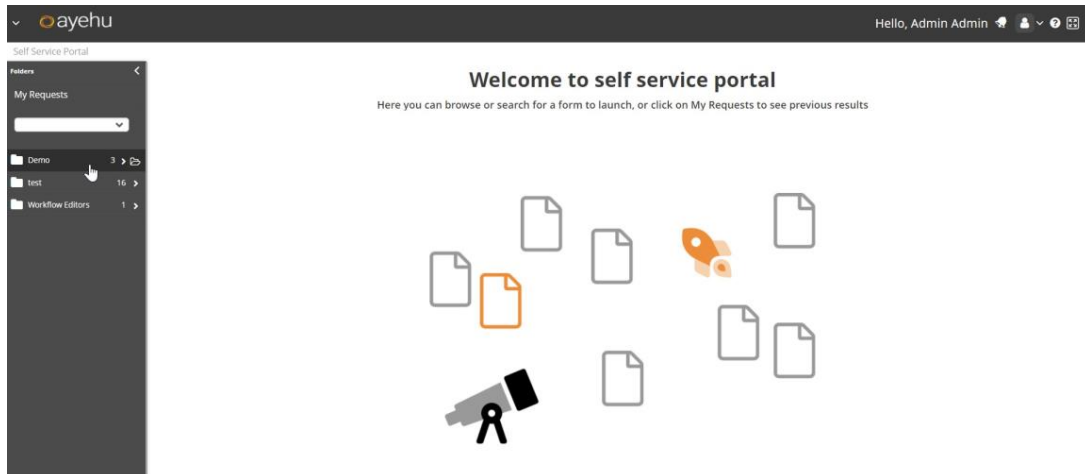 ayehu
Hello, Admin Admin
Self Service Portal
Folders
My Requests
Demo 3
test 16
Workflow Editors 1
Welcome to self service portal
Here you can browse or search for a form to launch, or click on My Requests to see previous results